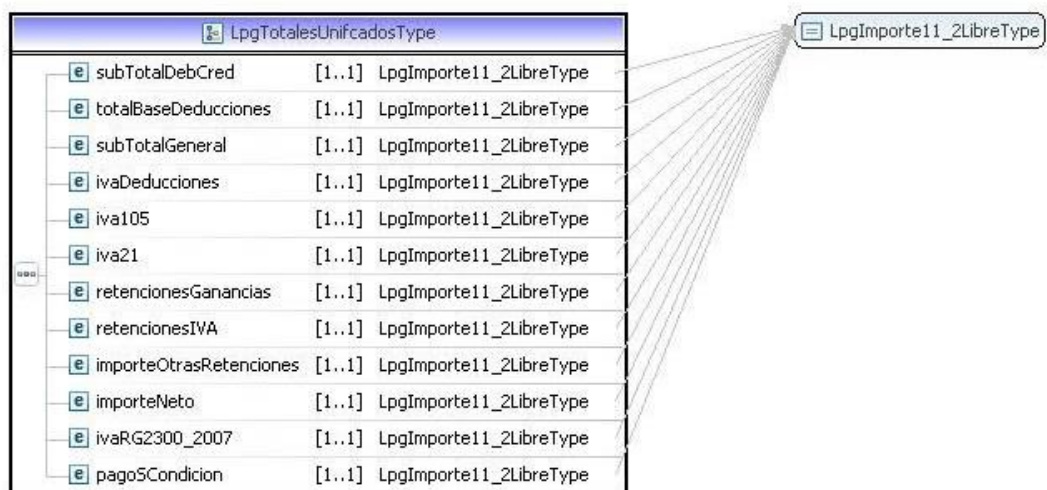 LpgTotalesUnifcadosType
LpgImporte11_2LibreType
e subTotalDebCred [1..1] LpgImporte11_2LibreType
e totalBaseDeducciones [1..1] LpgImporte11_2LibreType
e subTotalGeneral [1..1] LpgImporte11_2LibreType
e ivaDeducciones [1..1] LpgImporte11_2LibreType
e iva105 [1..1] LpgImporte11_2LibreType
e iva21 [1..1] LpgImporte11_2LibreType
e retencionesGanancias [1..1] LpgImporte11_2LibreType
e retencionesIVA [1..1] LpgImporte11_2LibreType
e importeOtrasRetenciones [1..1] LpgImporte11_2LibreType
e importeNeto [1..1] LpgImporte11_2LibreType
e ivaRG2300_2007 [1..1] LpgImporte11_2LibreType
e pagoSCondicion [1..1] LpgImporte11_2LibreType